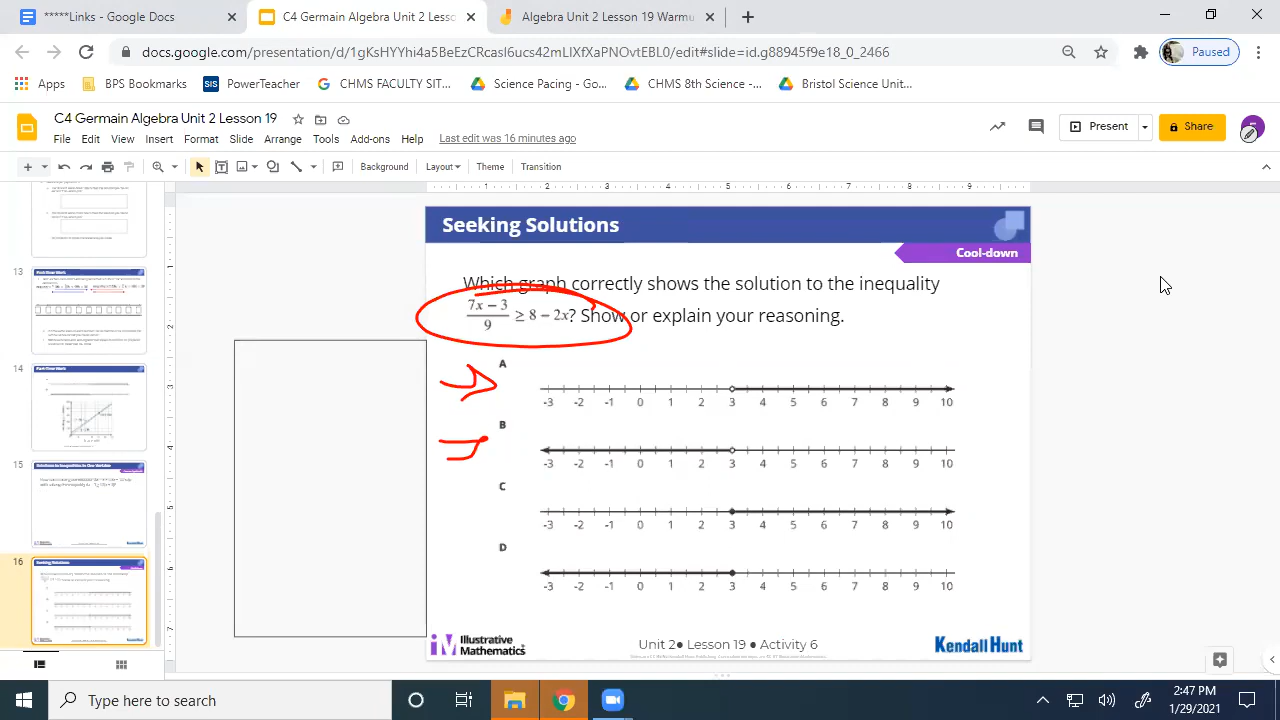 *****Links - Google Docs
C4 Germain Algebra Unit 2 Less
Algebra Unit 2 Lesson 19 Warmu
docs.google.com/presentation/d/
Paused
Apps
BPS Bookmarks
SIS
PowerTeacher
CHMS FACULTY SIT...
Science Pacing - Go...
CHMS 8th Science -...
Bristol Science Unit...
C4 Germain Algebra Unit 2 Lesson 19
File Edit View Insert Format Slide Arrange Tools Add-ons Help
Last edit was 16 minutes ago
Present
Share
Background Layout Theme Transition
13
14
15
16
Seeking Solutions
Cool-down
Which graph correctly shows the solution to the inequality
7x − 3
≥ 8 − 2x? Show or explain your reasoning.
A
-3 -2 -1 0 1 2 3 4 5 6 7 8 9 10
B
-3 -2 -1 0 1 2 3 4 5 6 7 8 9 10
C
-3 -2 -1 0 1 2 3 4 5 6 7 8 9 10
D
-3 -2 -1 0 1 2 3 4 5 6 7 8 9 10
Illustrative
Mathematics
Unit 2● Lesson 19 ● Activity 6
Kendall Hunt
Type here to search
2:47 PM
1/29/2021